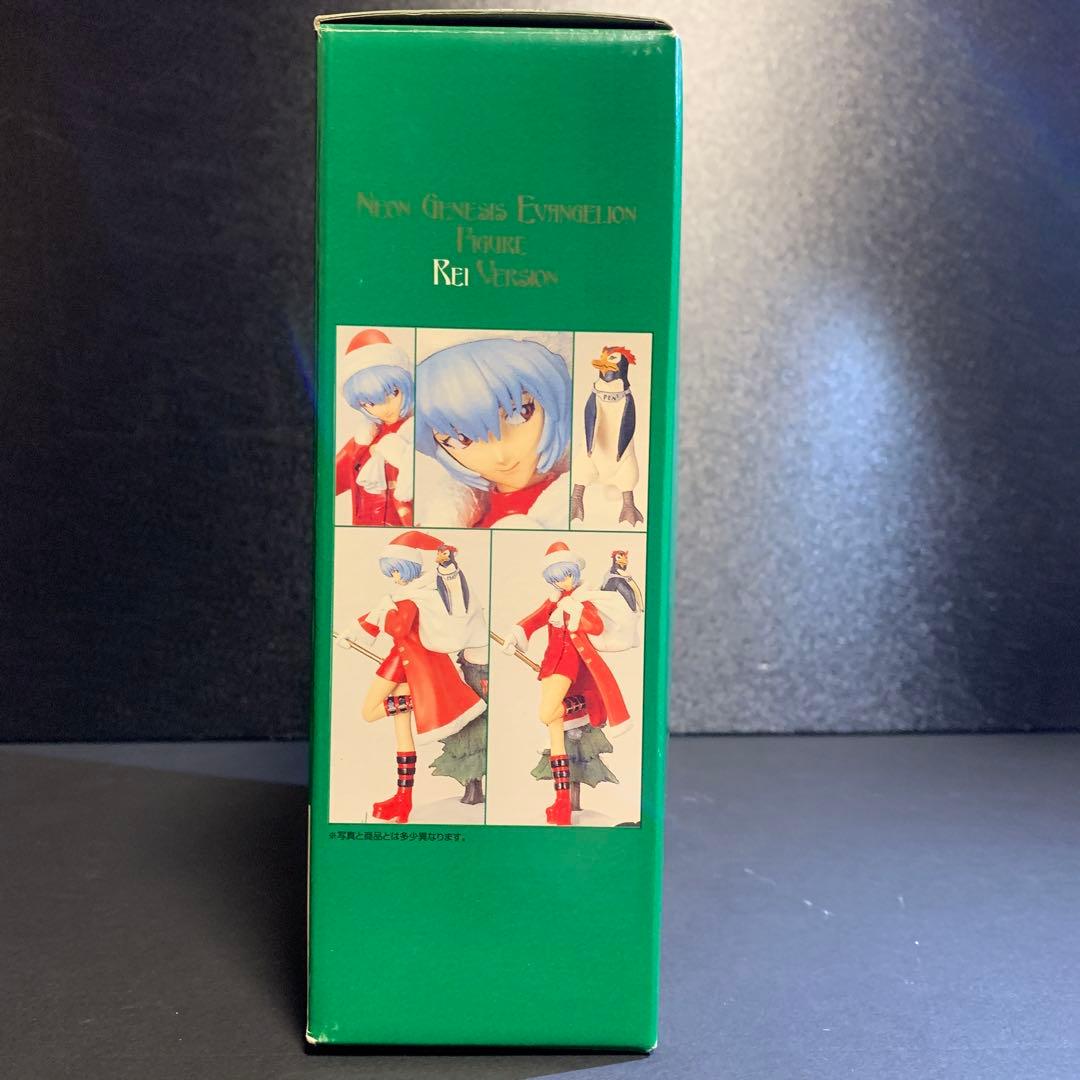 NEON GENESIS EVANGELION
FIGURE
REI VERSION
PEN²
※写真と商品とは多少異なります。